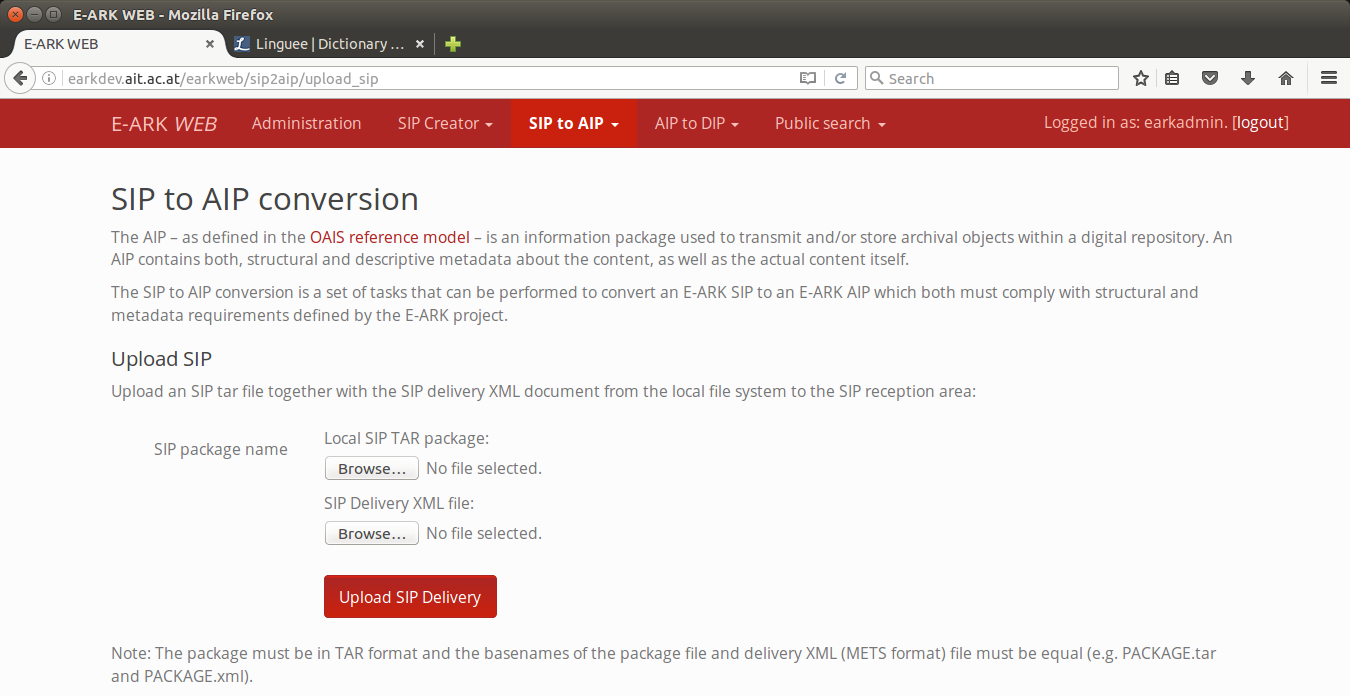 E-ARK WEB - Mozilla Firefox
E-ARK WEB
Linguee | Dictionary ...
earkdev.ait.ac.at/earkweb/sip2aip/upload_sip
Search
E-ARK WEB
Administration
SIP Creator
SIP to AIP
AIP to DIP
Public search
Logged in as: earkadmin. [logout]
SIP to AIP conversion
The AIP – as defined in the OAIS reference model – is an information package used to transmit and/or store archival objects within a digital repository. An
AIP contains both, structural and descriptive metadata about the content, as well as the actual content itself.
The SIP to AIP conversion is a set of tasks that can be performed to convert an E-ARK SIP to an E-ARK AIP which both must comply with structural and
metadata requirements defined by the E-ARK project.
Upload SIP
Upload an SIP tar file together with the SIP delivery XML document from the local file system to the SIP reception area:
SIP package name
Local SIP TAR package:
Browse... No file selected.
SIP Delivery XML file:
Browse... No file selected.
Upload SIP Delivery
Note: The package must be in TAR format and the basenames of the package file and delivery XML (METS format) file must be equal (e.g. PACKAGE.tar
and PACKAGE.xml).